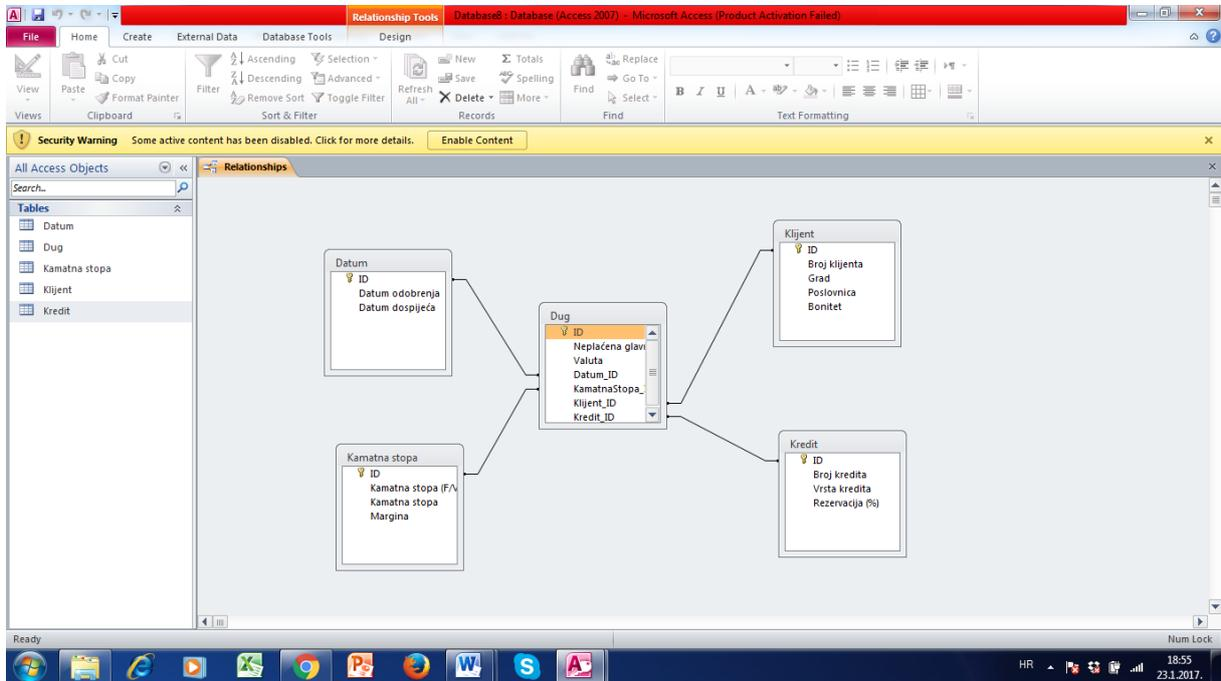 Relationship Tools Database8 : Database (Access 2007) - Microsoft Access (Product Activation Failed)
File Home Create External Data Database Tools Design
View
Views
Paste
Cut
Copy
Format Painter
Clipboard
Filter
Ascending
Descending
Remove Sort
Selection
Advanced
Toggle Filter
Sort & Filter
Refresh
All
New
Save
Delete
Σ Totals
Spelling
More
Records
Find
Replace
Go To
Select
Find
B I U A
Text Formatting
Security Warning Some active content has been disabled. Click for more details. Enable Content
All Access Objects
Search...
Tables
Datum
Dug
Kamatna stopa
Klijent
Kredit
Relationships
Datum
ID
Datum odobrenja
Datum dospijeća
Kamatna stopa
ID
Kamatna stopa (F/V
Kamatna stopa
Margina
Dug
ID
Neplaćena glavn
Valuta
Datum_ID
KamatnaStopa_
Klijent_ID
Kredit_ID
Klijent
ID
Broj klijenta
Grad
Poslovnica
Bonitet
Kredit
ID
Broj kredita
Vrsta kredita
Rezervacija (%)
Ready Num Lock
HR 18:55
23.1.2017.